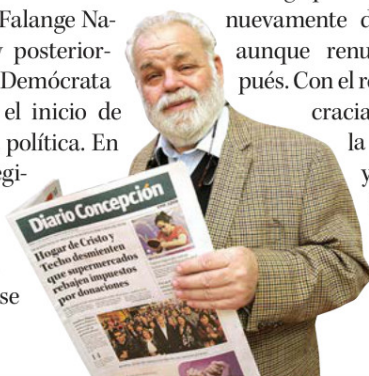 Falange Na-
posterior-
Demócrata
el inicio de
política. En
egi-
se
nuevamente d
aunque renu
pués. Con el re
cracia
la
y
Diario Concepción
Hogar de Cristo y
Techo desmienten
que supermercados
rebajen impuestos
por donaciones